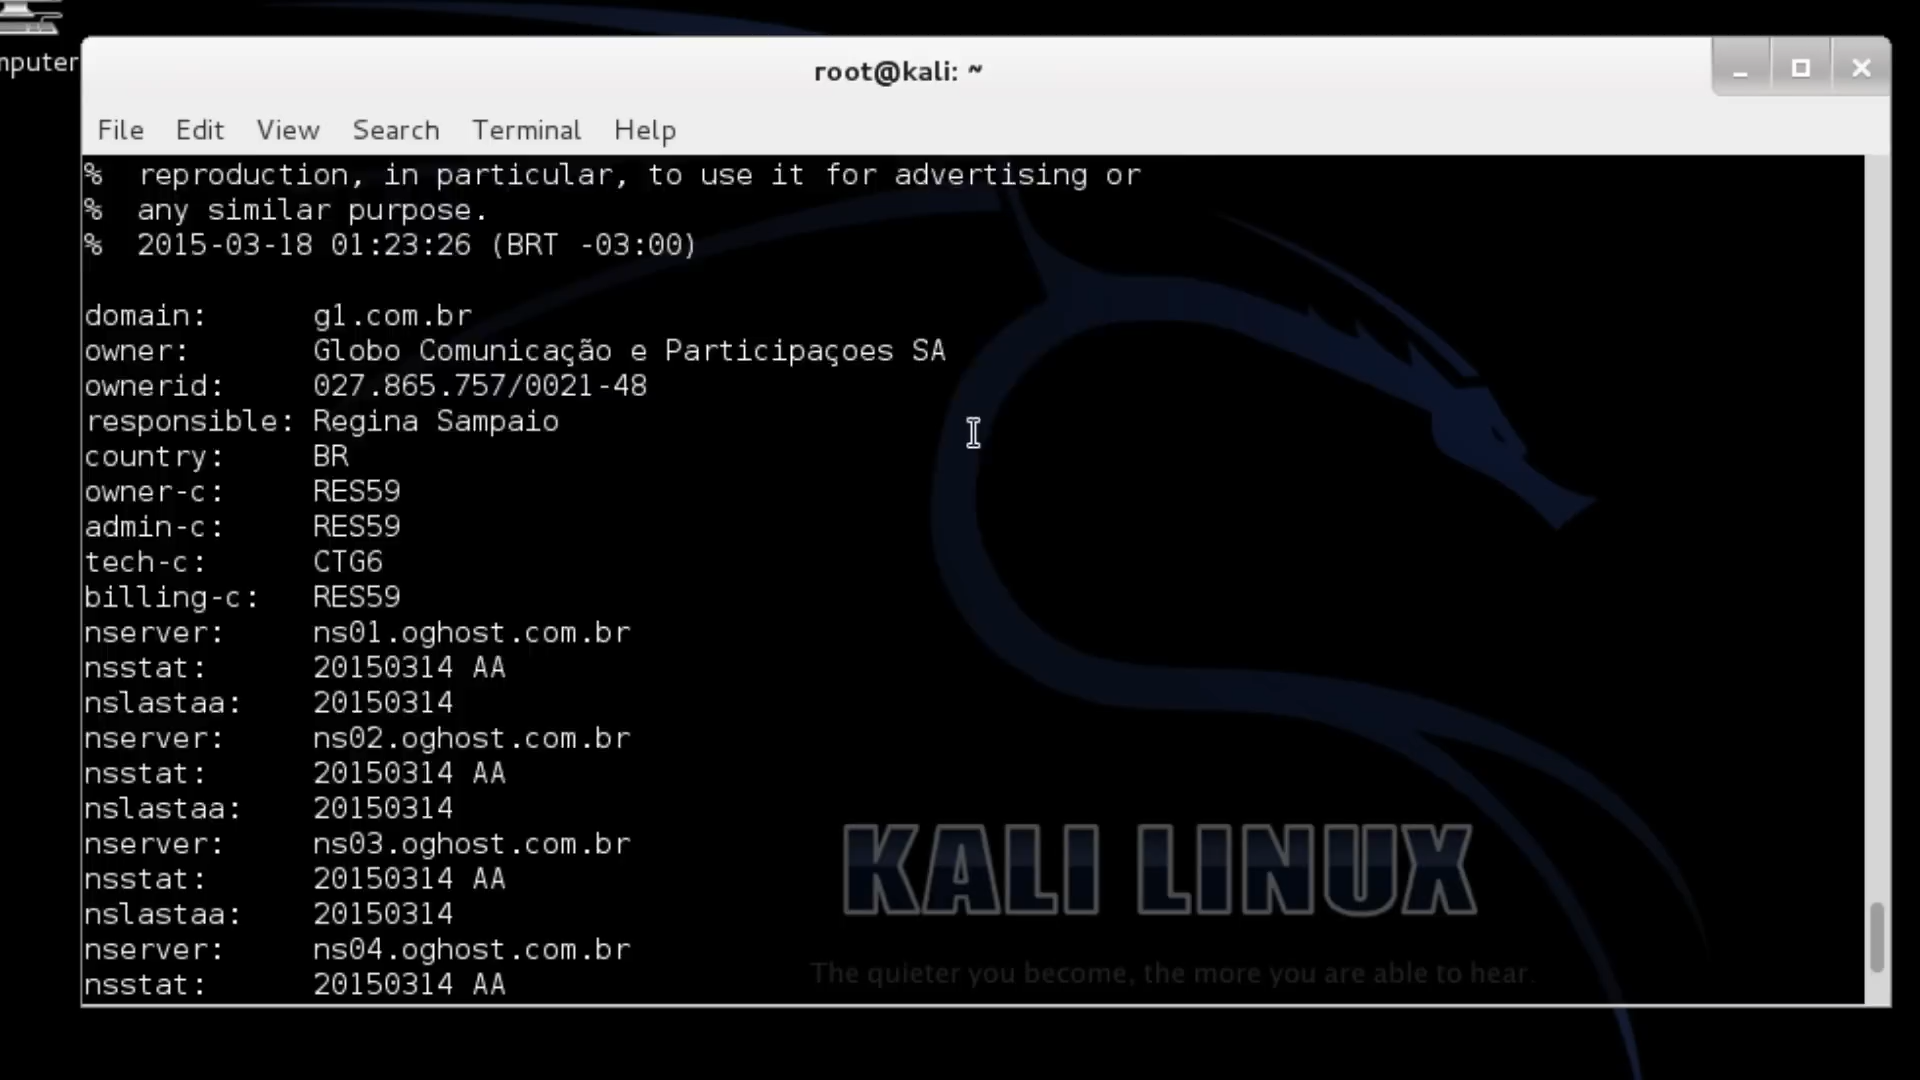 mputer
root@kali: ~
File Edit View Search Terminal Help
% reproduction, in particular, to use it for advertising or
% any similar purpose.
% 2015-03-18 01:23:26 (BRT -03:00)
domain: g1.com.br
owner: Globo Comunicação e Participaçoes SA
ownerid: 027.865.757/0021-48
responsible: Regina Sampaio
country: BR
owner-c: RES59
admin-c: RES59
tech-c: CTG6
billing-c: RES59
nserver: ns01.oghost.com.br
nsstat: 20150314 AA
nslastaa: 20150314
nserver: ns02.oghost.com.br
nsstat: 20150314 AA
nslastaa: 20150314
nserver: ns03.oghost.com.br
nsstat: 20150314 AA
nslastaa: 20150314
nserver: ns04.oghost.com.br
nsstat: 20150314 AA
KALI LINUX
The quieter you become, the more you are able to hear.